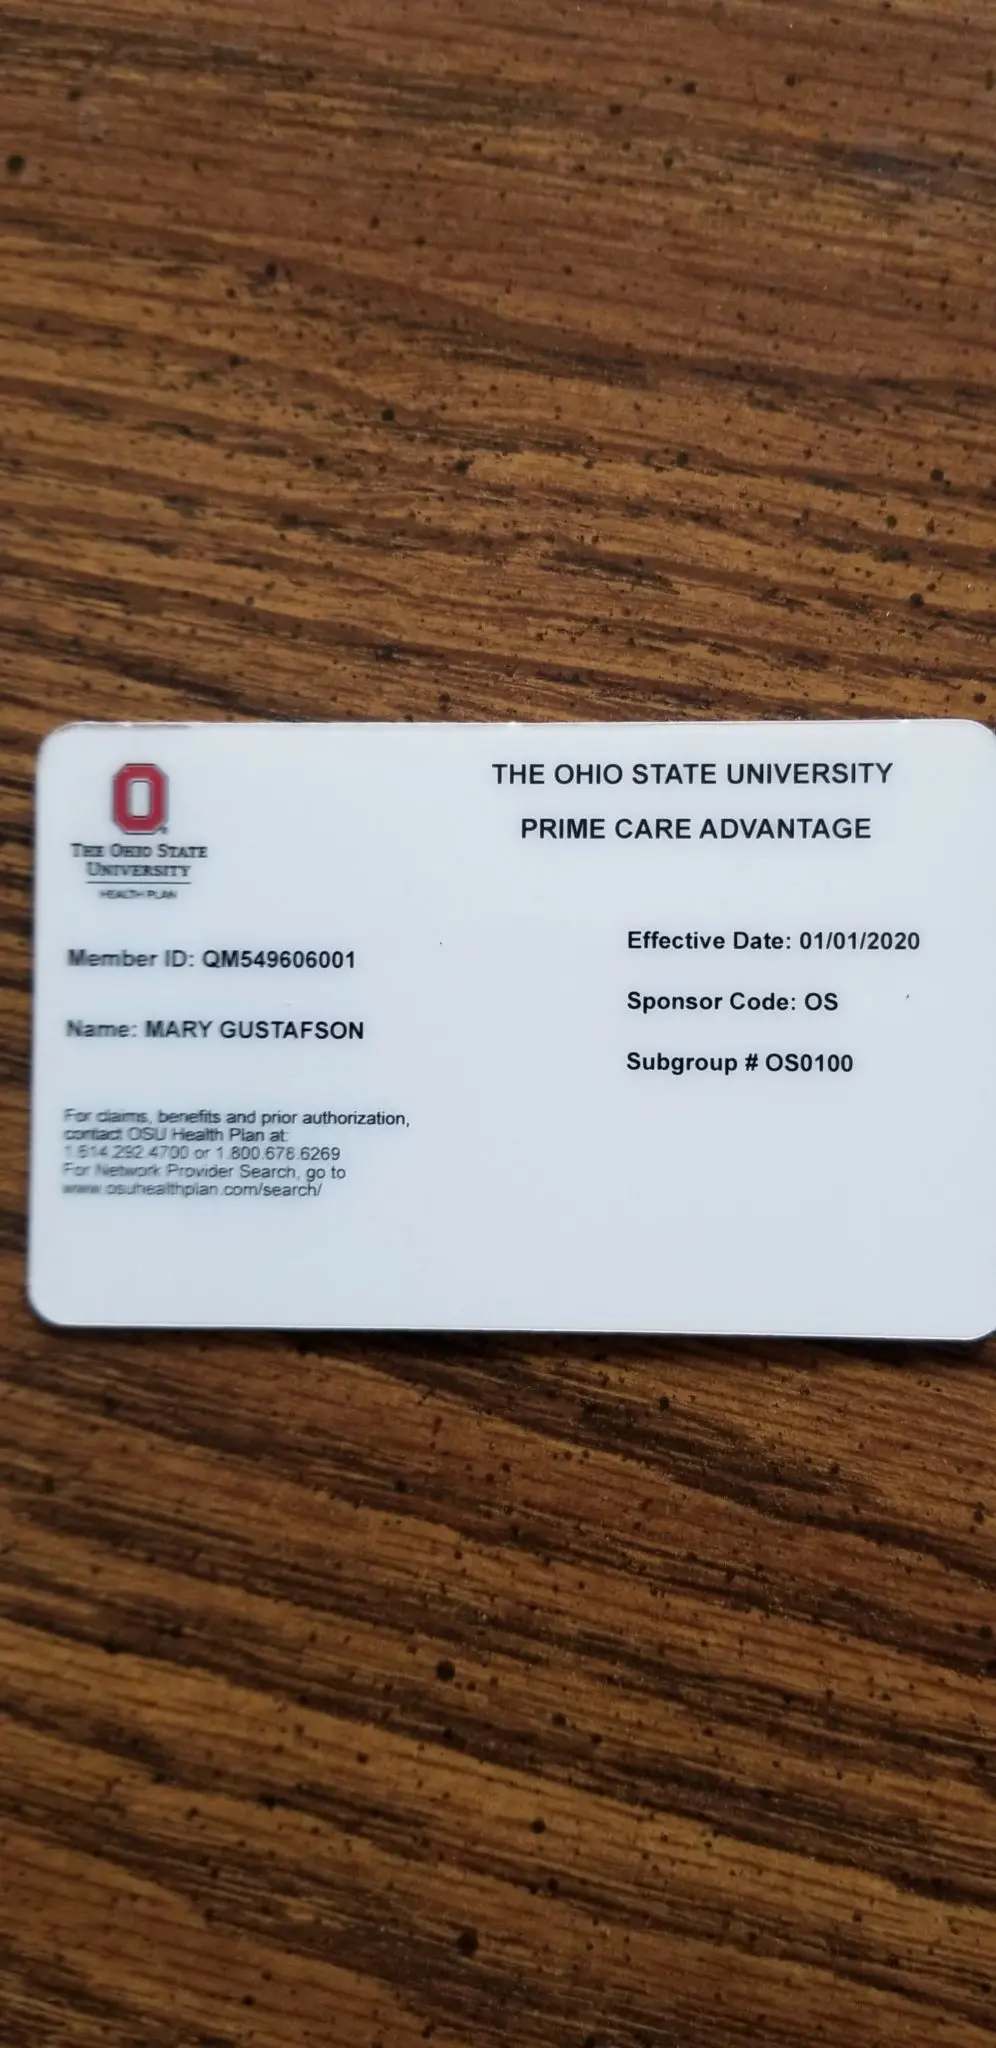 O
THE OHIO STATE
UNIVERSITY
HEALTH PLAN
THE OHIO STATE UNIVERSITY
PRIME CARE ADVANTAGE
Member ID: QM549606001
Name: MARY GUSTAFSON
Effective Date: 01/01/2020
Sponsor Code: OS
Subgroup # OS0100
For claims, benefits and prior authorization,
contact OSU Health Plan at:
1.614.292.4700 or 1.800.678.6269
For Network Provider Search, go to
www.osuhealthplan.com/search/